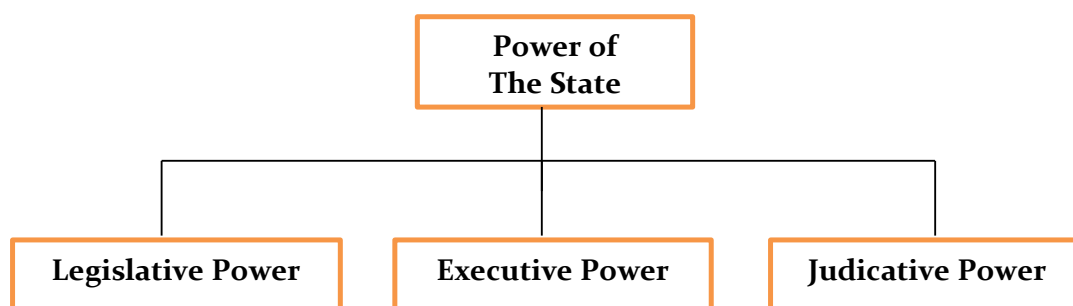 Power of
The State
Legislative Power
Executive Power
Judicative Power